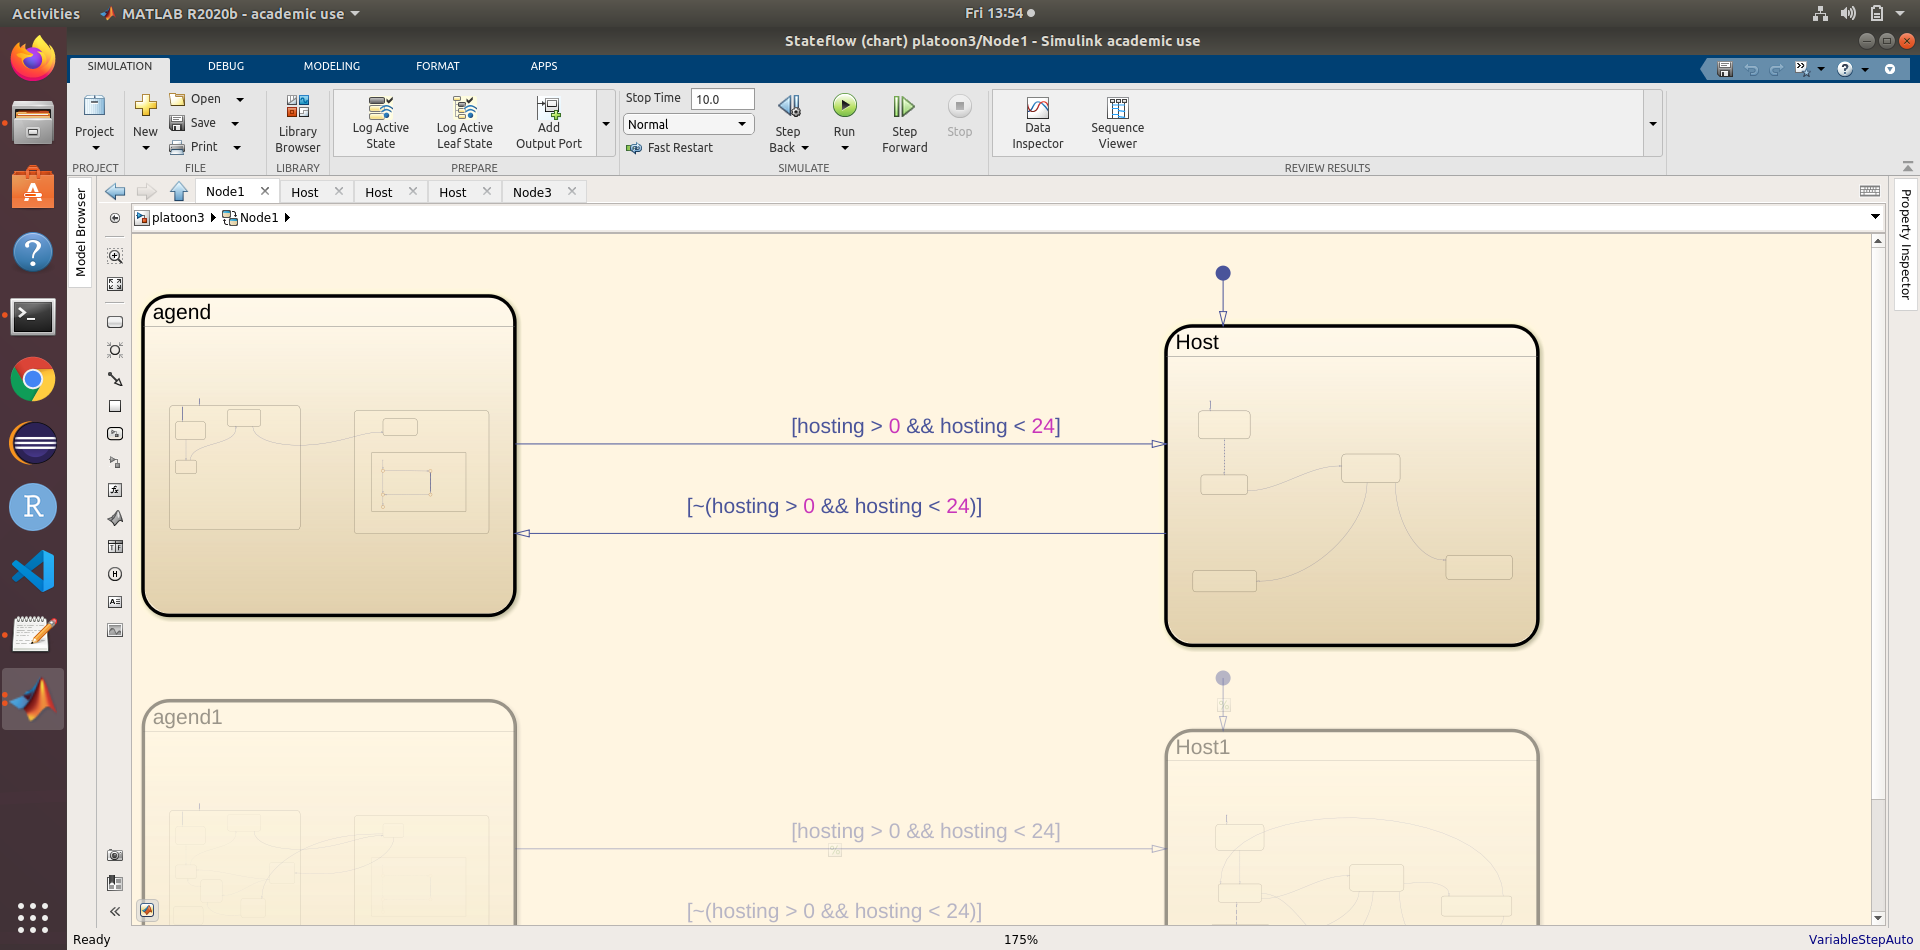 Activities
MATLAB R2020b - academic use
Fri 13:54
Stateflow (chart) platoon3/Node1 - Simulink academic use
SIMULATION
DEBUG
MODELING
FORMAT
APPS
Project
New
Open
Save
Print
Library
Browser
Log Active
State
Log Active
Leaf State
Add
Output Port
Stop Time
10.0
Normal
Fast Restart
Step
Back
Run
Step
Forward
Stop
Data
Inspector
Sequence
Viewer
PROJECT
FILE
LIBRARY
PREPARE
SIMULATE
REVIEW RESULTS
Model Browser
Property Inspector
Node1
Host
Host
Host
Node3
platoon3
Node1
agend
Host
[hosting > 0 && hosting < 24]
[~(hosting > 0 && hosting < 24)]
agend1
Host1
[hosting > 0 && hosting < 24]
[~(hosting > 0 && hosting < 24)]
Ready
175%
VariableStepAuto